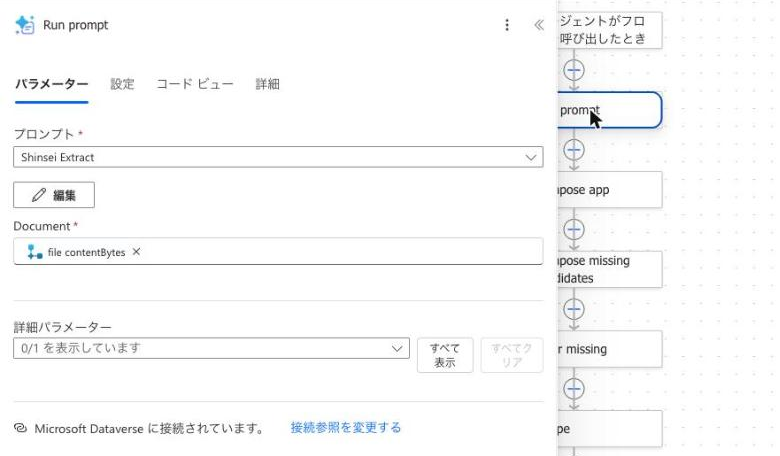 Run prompt
パラメーター
設定
コード ビュー
詳細
プロンプト *
Shinsei Extract
編集
Document *
file contentBytes
詳細パラメーター
0/1 を表示しています
すべて
表示
すべてク
リア
Microsoft Dataverse に接続されています。
接続参照を変更する
ジェントがフロ
呼び出したとき
prompt
pose app
pose missing
didates
r missing
pe